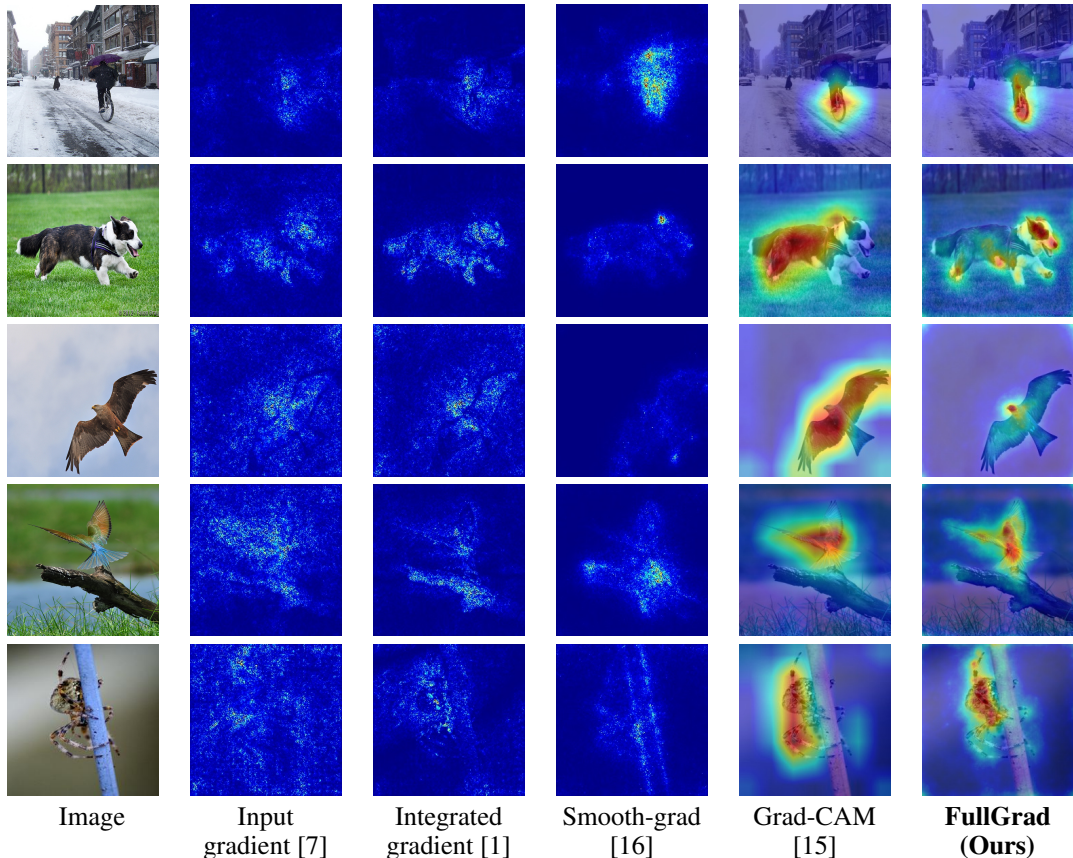 Image
Input
gradient [7]
Integrated
gradient [1]
Smooth-grad
[16]
Grad-CAM
[15]
FullGrad
(Ours)